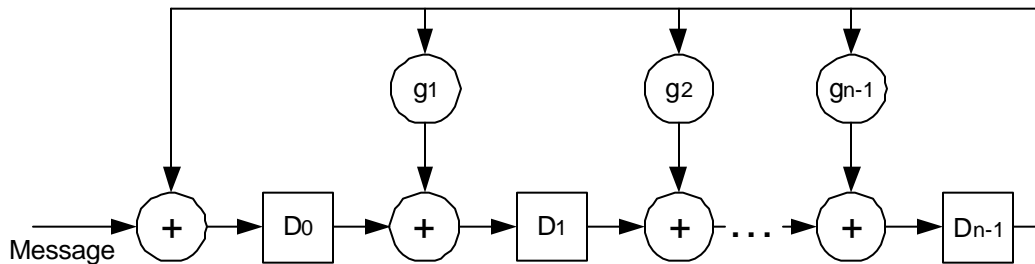 g1 g2 gn-1
+ D0 + D1 + ... + Dn-1
Message